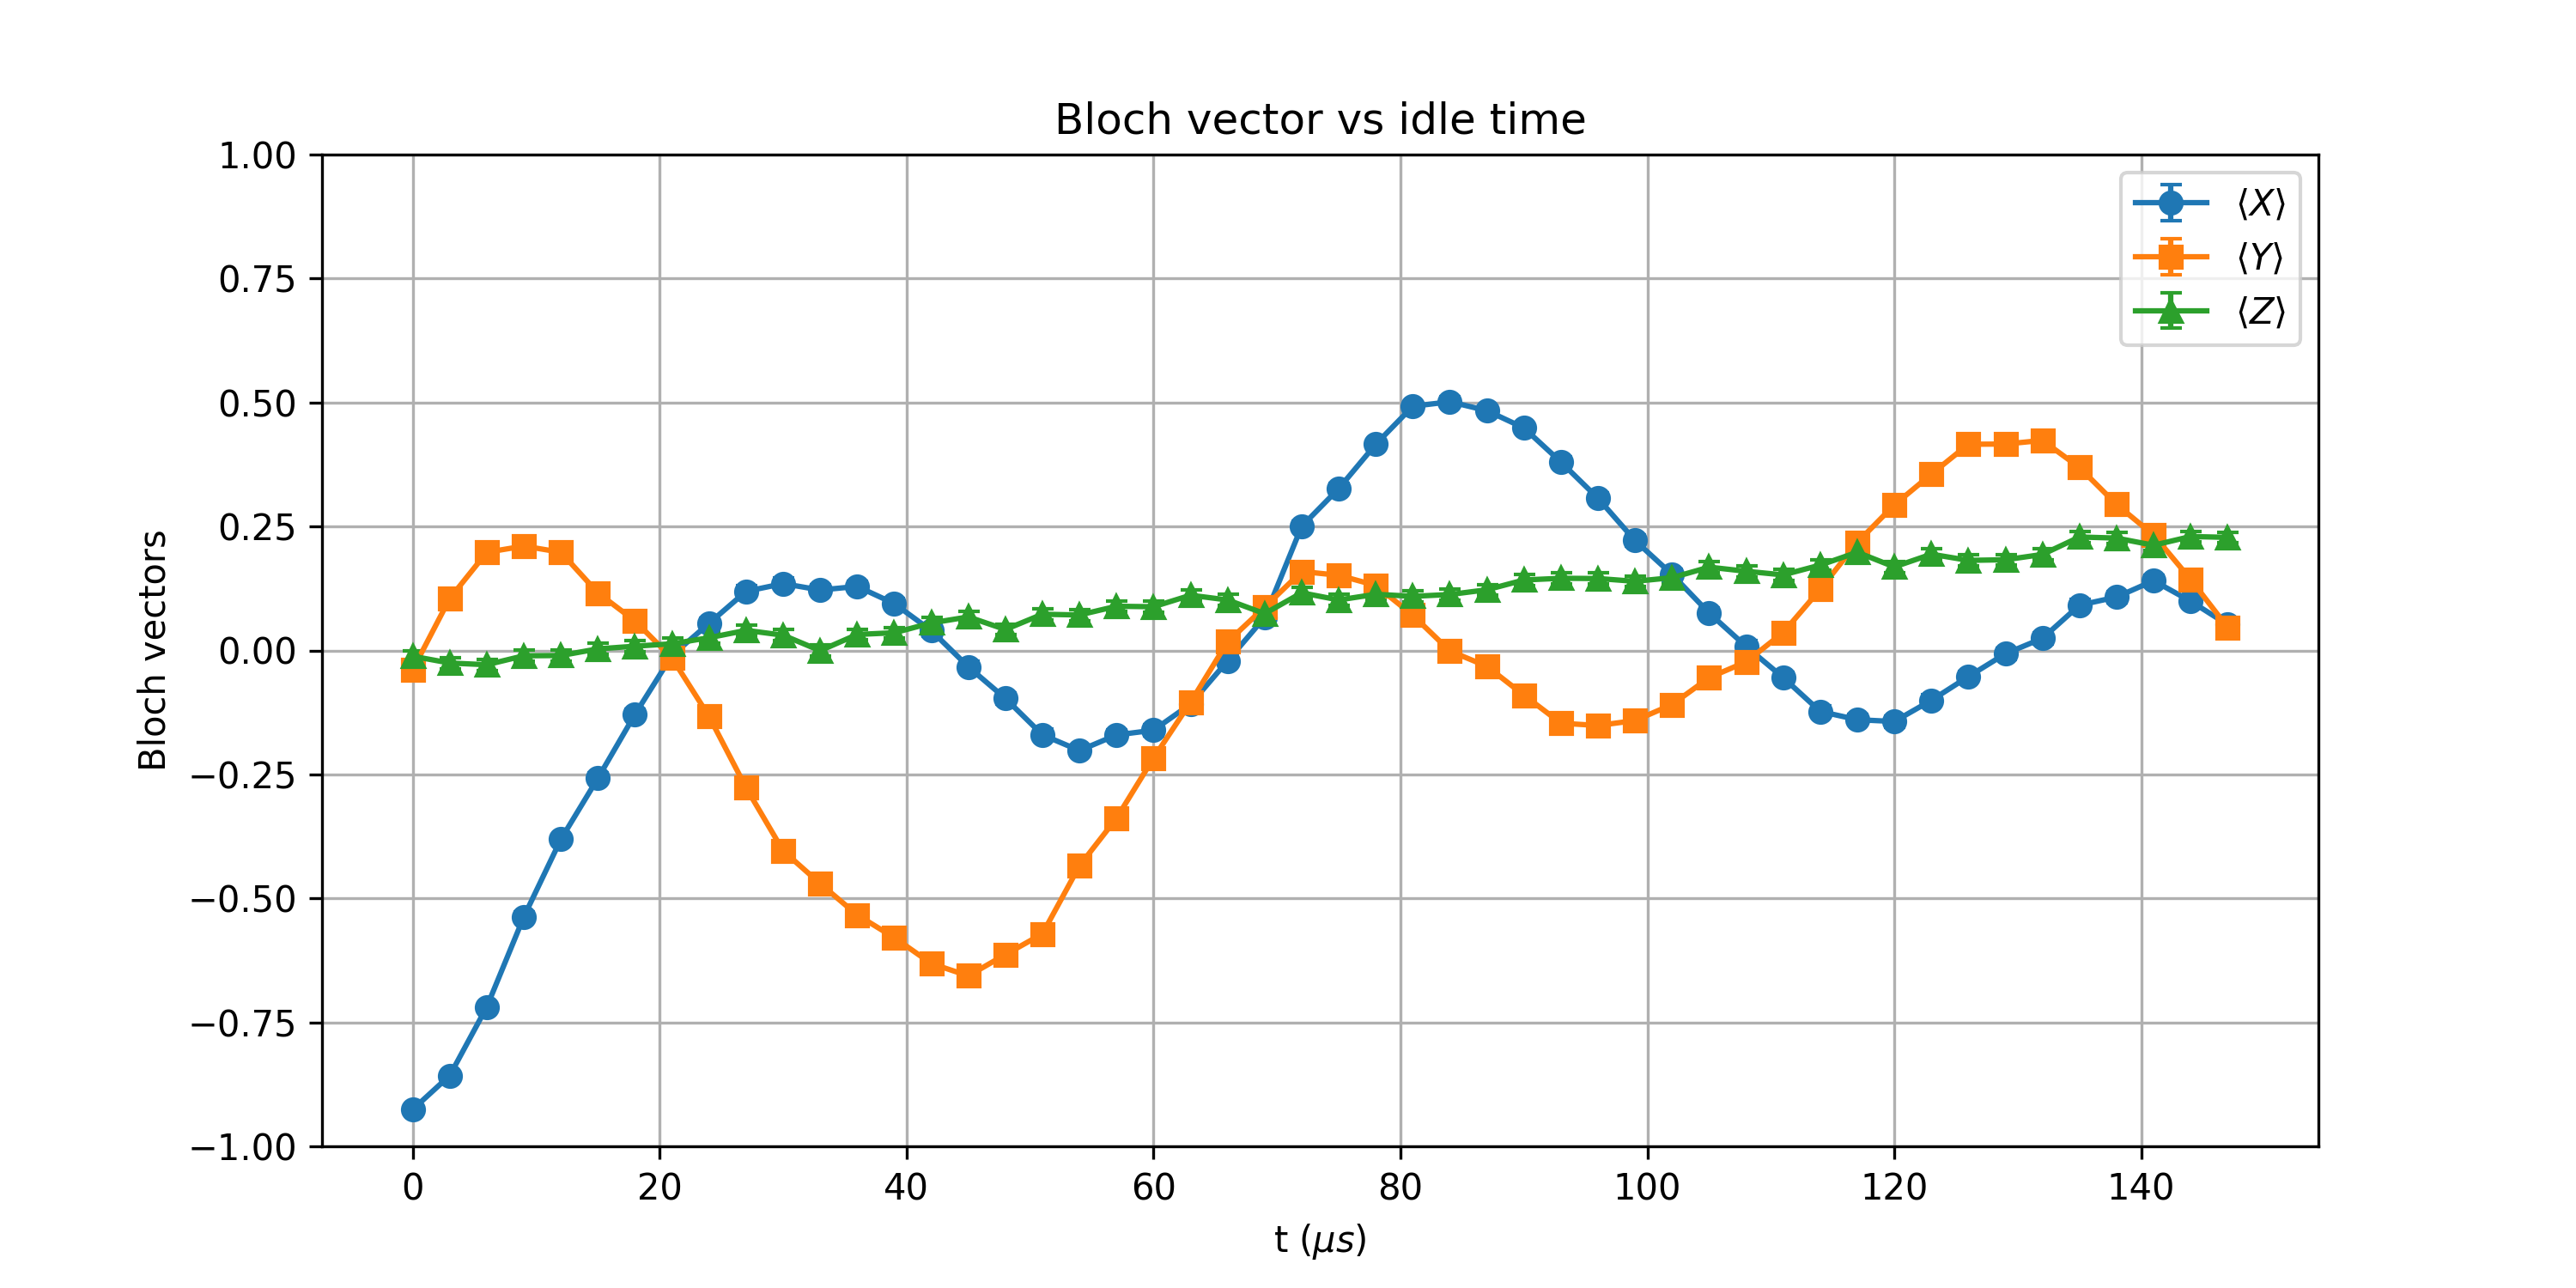 Bloch vector vs idle time
1.00
0.75
0.50
0.25
0.00
−0.25
−0.50
−0.75
−1.00
Bloch vectors
⟨X⟩
⟨Y⟩
⟨Z⟩
0 20 40 60 80 100 120 140
t (μs)